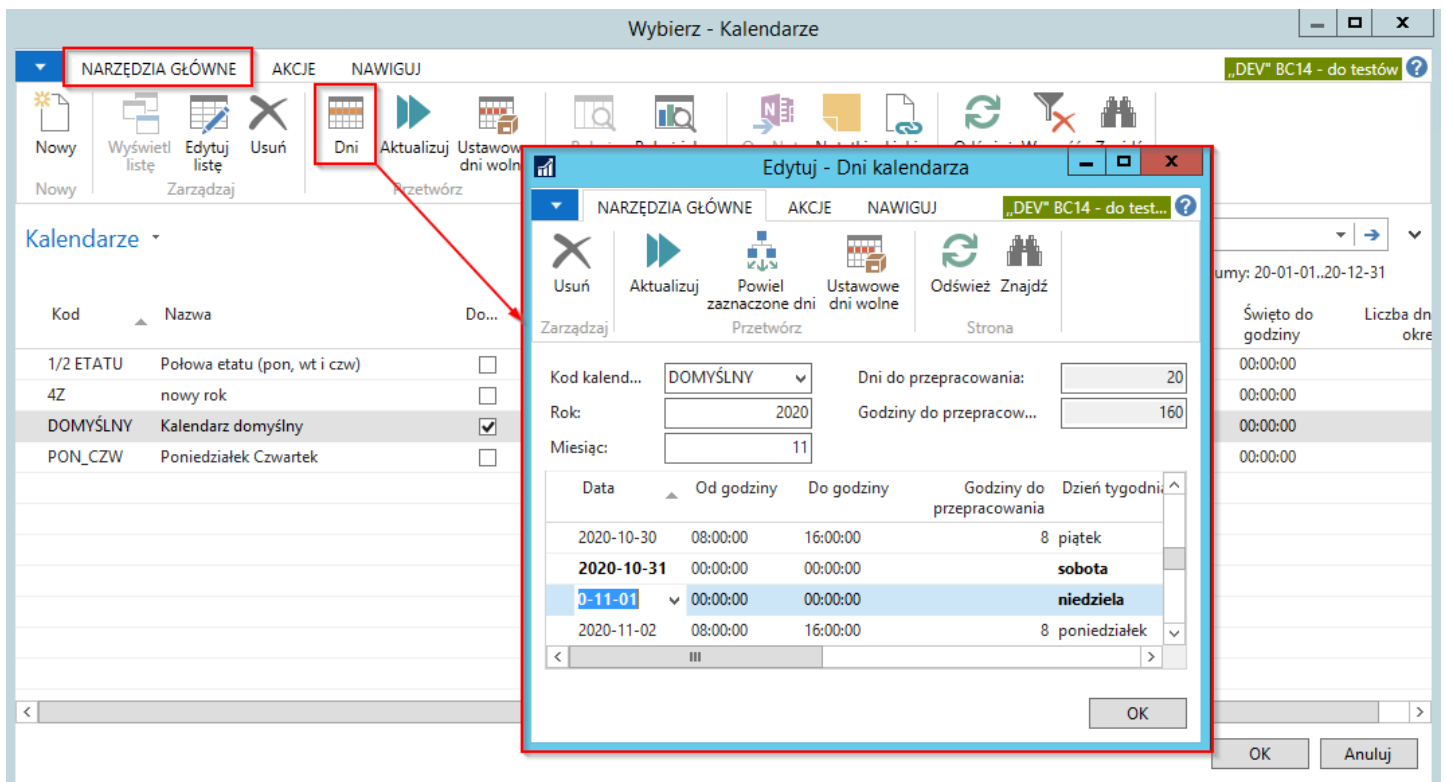 Wybierz - Kalendarze
NARZĘDZIA GŁÓWNE AKCJE NAWIGUJ
„DEV" BC14 - do testów
Nowy
Wyświetl listę
Edytuj listę
Usuń
Dni
Aktualizuj
Ustawow
dni woln
Nowy
Zarządzaj
Przetwórz
Kalendarze
umy: 20-01-01..20-12-31
Kod Nazwa Do...
Święto do godziny
Liczba dn
okre
1/2 ETATU Połowa etatu (pon, wt i czw) 00:00:00
4Z nowy rok 00:00:00
DOMYŚLNY Kalendarz domyślny 00:00:00
PON_CZW Poniedziałek Czwartek 00:00:00
OK Anuluj
Edytuj - Dni kalendarza
NARZĘDZIA GŁÓWNE AKCJE NAWIGUJ
„DEV" BC14 - do test...
Usuń
Aktualizuj
Powiel zaznaczone dni
Ustawowe dni wolne
Odśwież
Znajdź
Zarządzaj
Przetwórz
Strona
Kod kalend... DOMYŚLNY Dni do przepracowania: 20
Rok: 2020 Godziny do przepracow... 160
Miesiąc: 11
Data Od godziny Do godziny Godziny do przepracowania Dzień tygodni
2020-10-30 08:00:00 16:00:00 8 piątek
2020-10-31 00:00:00 00:00:00 sobota
0-11-01 00:00:00 00:00:00 niedziela
2020-11-02 08:00:00 16:00:00 8 poniedziałek
OK